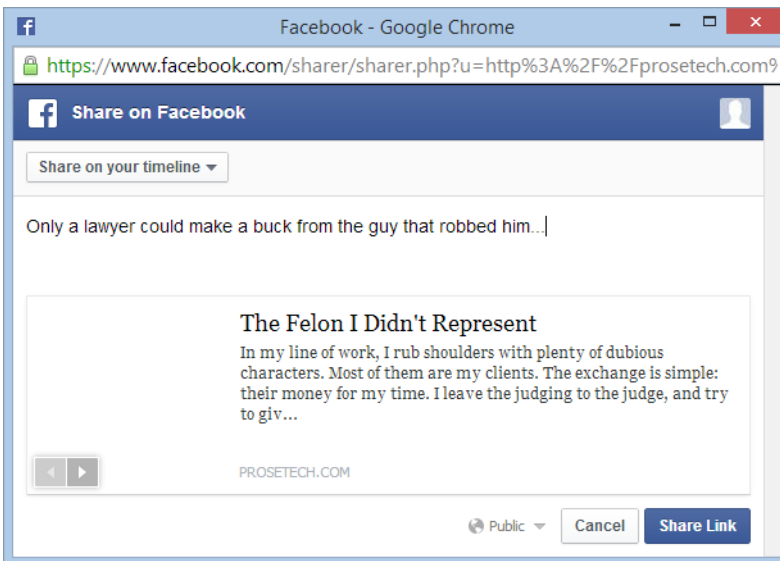 Facebook - Google Chrome
https://www.facebook.com/sharer/sharer.php?u=http%3A%2F%2Fprosetech.com%
Share on Facebook
Share on your timeline
Only a lawyer could make a buck from the guy that robbed him...
The Felon I Didn't Represent
In my line of work, I rub shoulders with plenty of dubious
characters. Most of them are my clients. The exchange is simple:
their money for my time. I leave the judging to the judge, and try
to giv...
PROSETECH.COM
Public
Cancel
Share Link